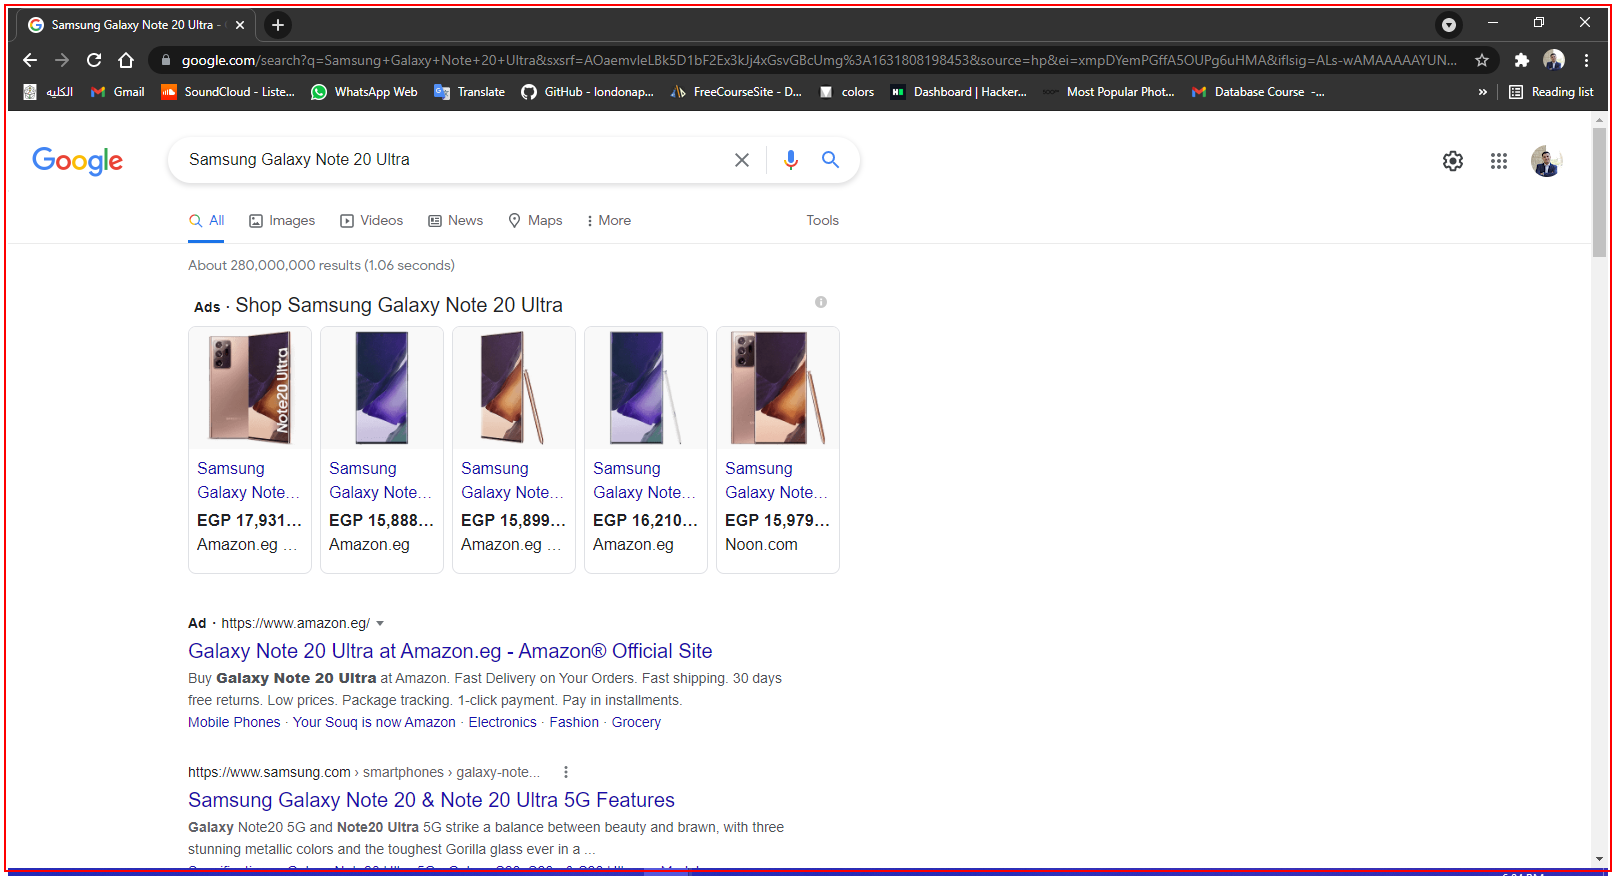 Samsung Galaxy Note 20 Ultra -
google.com/search?q=Samsung+Galaxy+Note+20+Ultra&sxsrf=AOaemvleLBk5D1bF2Ex3kJj4xGsvGBcUmg%3A1631808198453&source=hp&ei=xmpDYemPGffA5OUPg6uHMA&iflsig=ALs-wAMAAAAAYUN...
الكليه Gmail SoundCloud - Liste... WhatsApp Web Translate GitHub - londonap... FreeCourseSite - D... colors Dashboard | Hacker... Most Popular Phot... Database Course -... » Reading list
Google Samsung Galaxy Note 20 Ultra
All Images Videos News Maps More Tools
About 280,000,000 results (1.06 seconds)
Ads · Shop Samsung Galaxy Note 20 Ultra
Note20 Ultra
Samsung Galaxy Note...
EGP 17,931...
Amazon.eg ...
Samsung Galaxy Note...
EGP 15,888...
Amazon.eg
Samsung Galaxy Note...
EGP 15,899...
Amazon.eg ...
Samsung Galaxy Note...
EGP 16,210...
Amazon.eg
Samsung Galaxy Note...
EGP 15,979...
Noon.com
Ad · https://www.amazon.eg/
Galaxy Note 20 Ultra at Amazon.eg - Amazon® Official Site
Buy Galaxy Note 20 Ultra at Amazon. Fast Delivery on Your Orders. Fast shipping. 30 days
free returns. Low prices. Package tracking. 1-click payment. Pay in installments.
Mobile Phones · Your Souq is now Amazon · Electronics · Fashion · Grocery
https://www.samsung.com › smartphones › galaxy-note...
Samsung Galaxy Note 20 & Note 20 Ultra 5G Features
Galaxy Note20 5G and Note20 Ultra 5G strike a balance between beauty and brawn, with three
stunning metallic colors and the toughest Gorilla glass ever in a ...